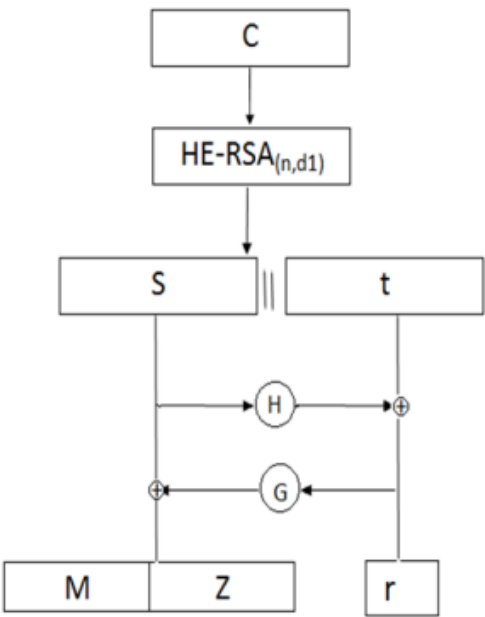 C
HE-RSA(n,d1)
S || t
H
G
M Z r